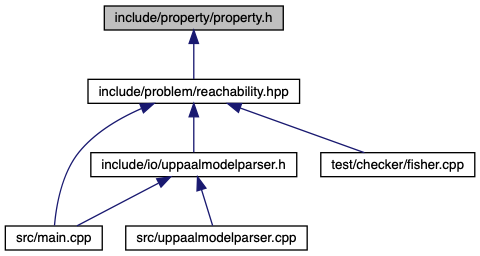 include/property/property.h
include/problem/reachability.hpp
include/io/uppaalmodelparser.h
test/checker/fisher.cpp
src/main.cpp
src/uppaalmodelparser.cpp